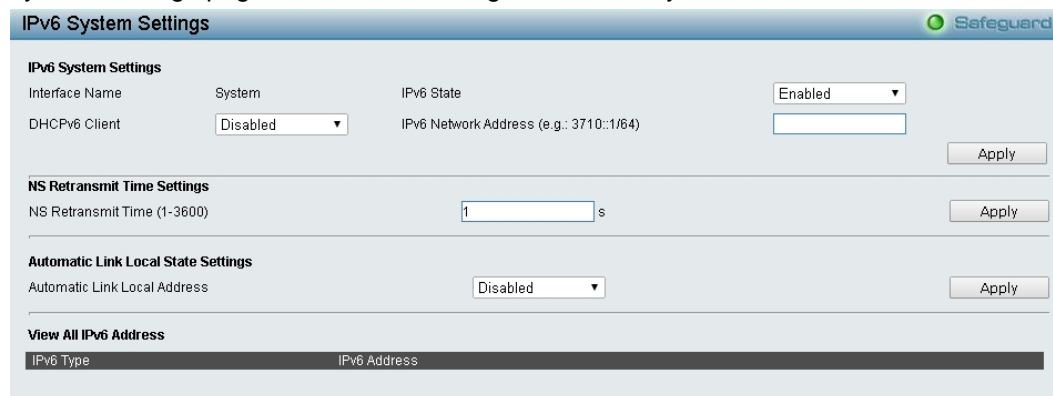 IPv6 System Settings Safeguard
IPv6 System Settings
Interface Name System IPv6 State Enabled
DHCPv6 Client Disabled IPv6 Network Address (e.g.: 3710::1/64)
Apply
NS Retransmit Time Settings
NS Retransmit Time (1-3600) 1 s Apply
Automatic Link Local State Settings
Automatic Link Local Address Disabled Apply
View All IPv6 Address
IPv6 Type IPv6 Address